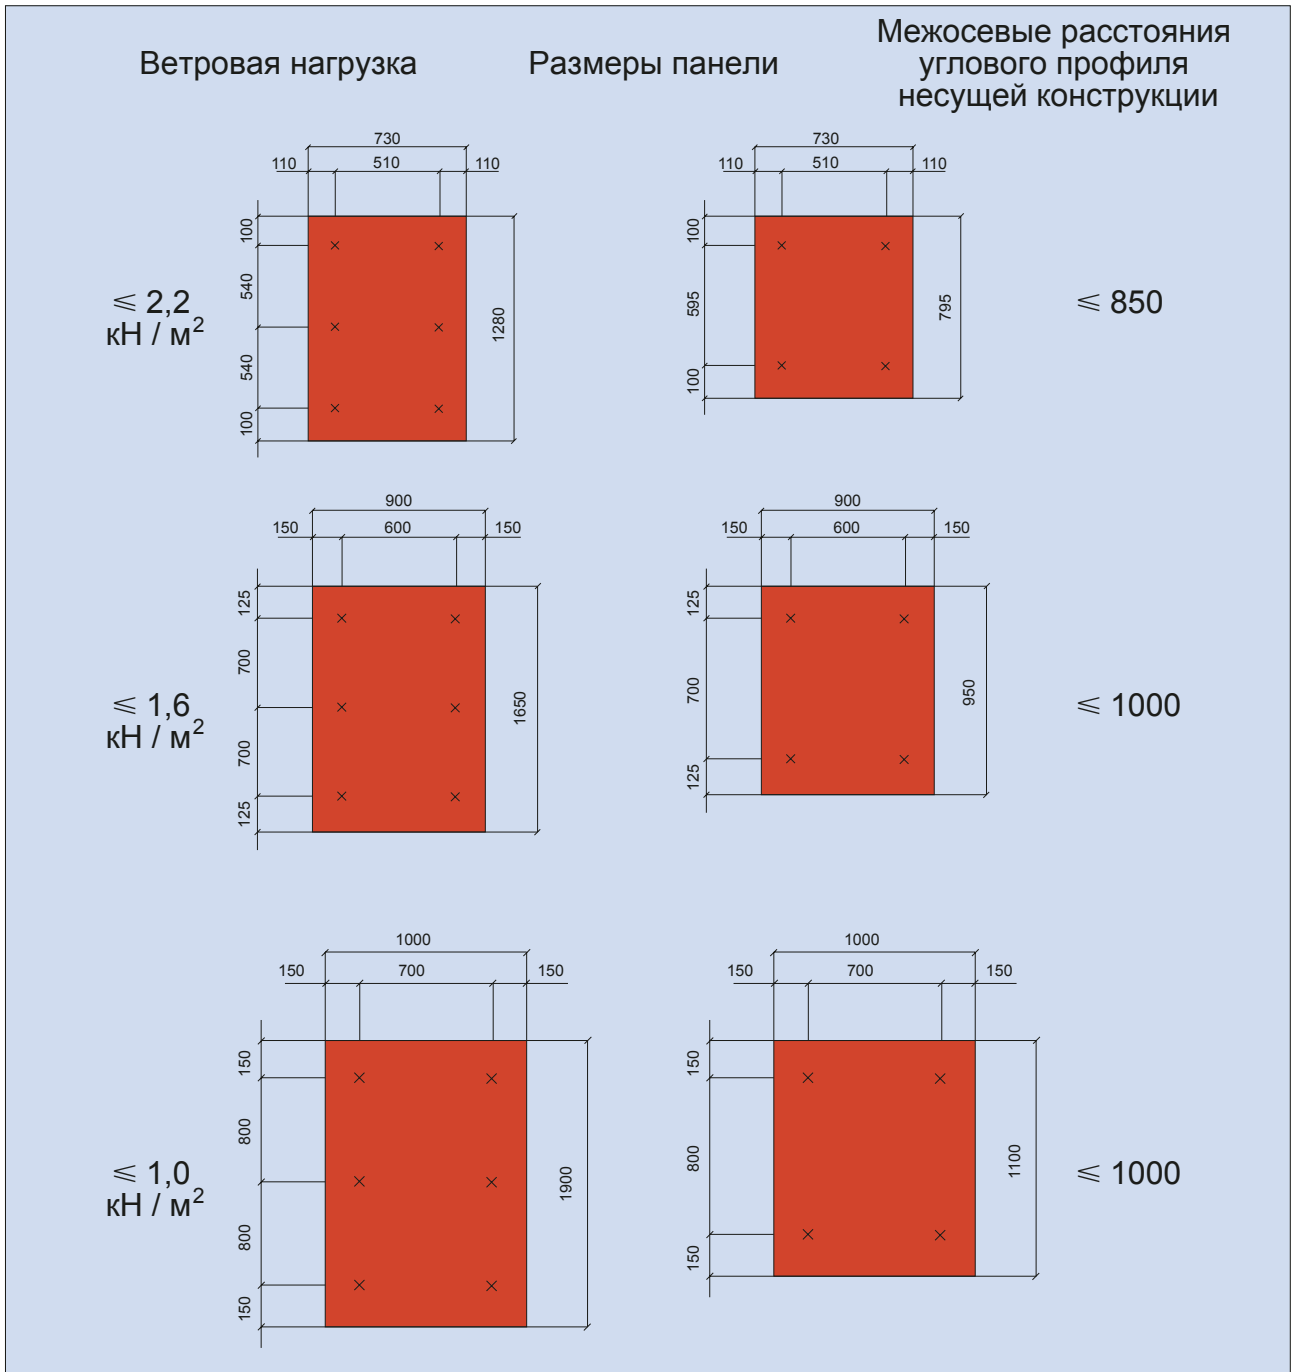 Ветровая нагрузка
Размеры панели
Межосевые расстояния
углового профиля
несущей конструкции
730
110 510 110
100
540
540
100
1280
730
110 510 110
100
595
100
795
⩽ 2,2
кН / м²
⩽ 850
900
150 600 150
125
700
700
125
1650
900
150 600 150
125
700
125
950
⩽ 1,6
кН / м²
⩽ 1000
1000
150 700 150
150
800
800
150
1900
1000
150 700 150
150
800
150
1100
⩽ 1,0
кН / м²
⩽ 1000